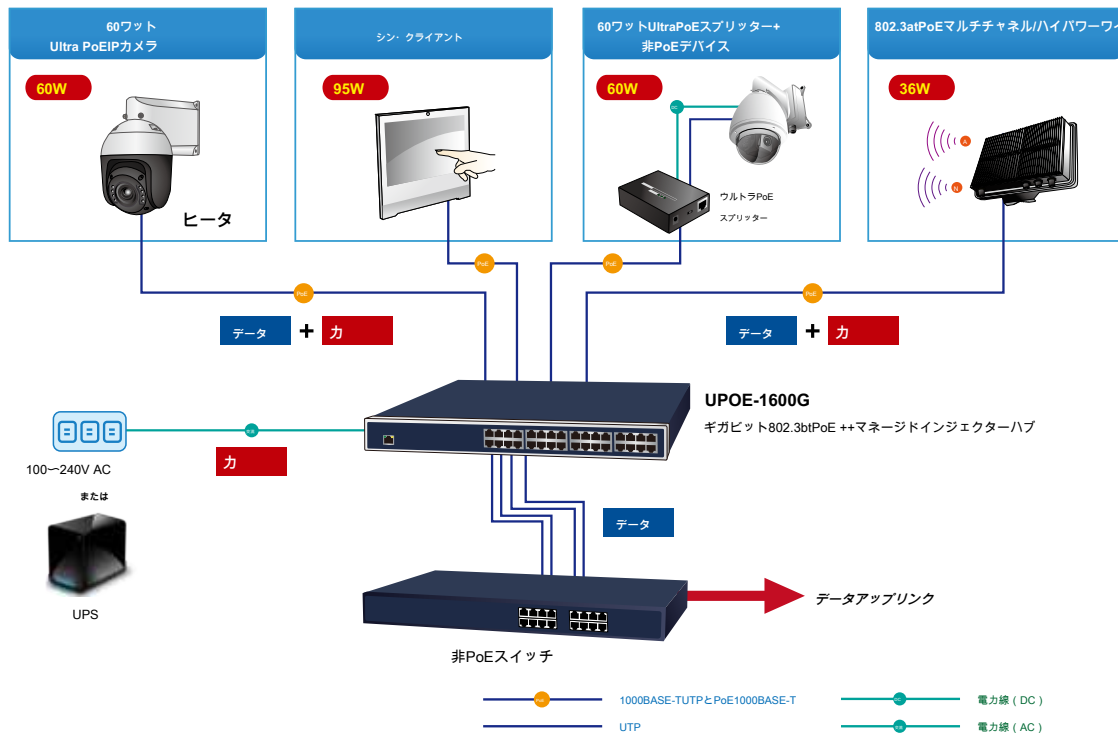 60ワット
Ultra PoEIPカメラ
シン・クライアント
60ワットUltraPoEスプリッター+
非PoEデバイス
802.3atPoEマルチチャネル/ハイパワーワイ
60W
95W
60W
36W
DC
A
N
ウルトラPoE
スプリッター
ヒータ
PoE
PoE
PoE
PoE
データ + カ
データ + カ
UPOE-1600G
ギガビット802.3btPoE ++マネージドインジェクターハブ
100〜240V AC
カ
または
UPS
データ
データアップリンク
非PoEスイッチ
PoE
1000BASE-TUTPとPoE1000BASE-T
電力線(DC)
UTP
電力線(AC)